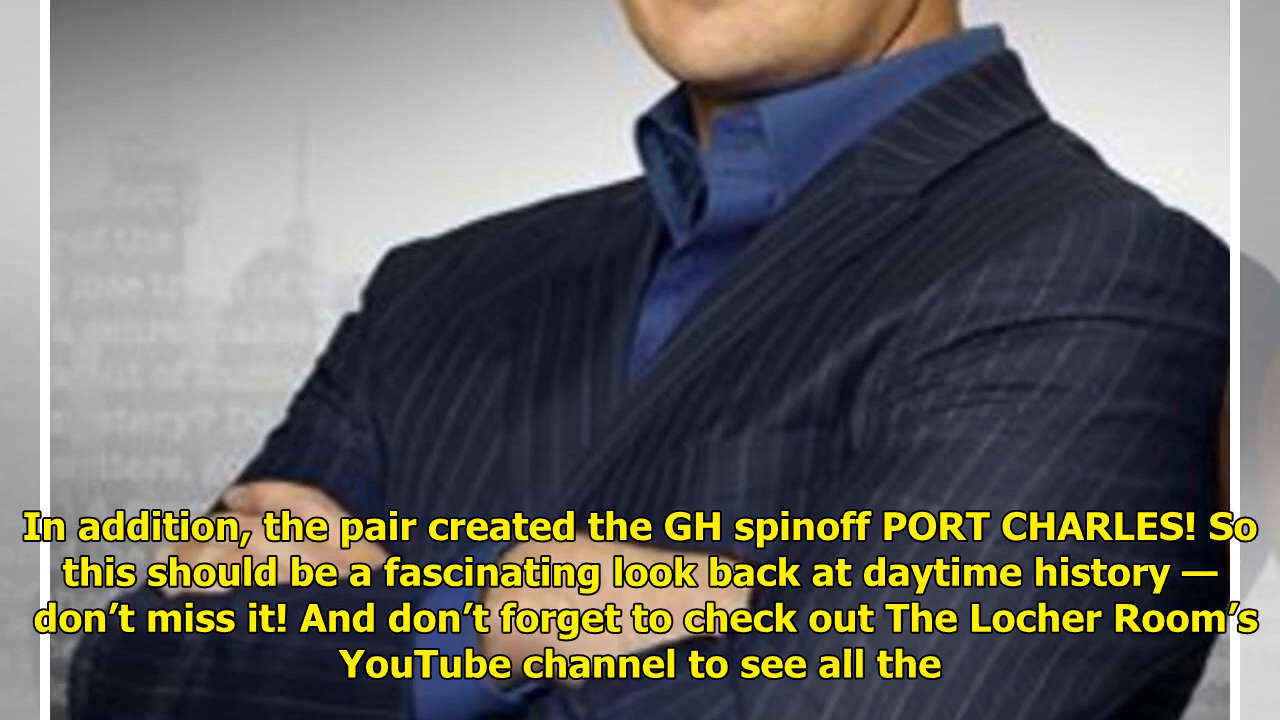 of the
In addition, the pair created the GH spinoff PORT CHARLES! So
this should be a fascinating look back at daytime history —
don’t miss it! And don’t forget to check out The Locher Room’s
YouTube channel to see all the